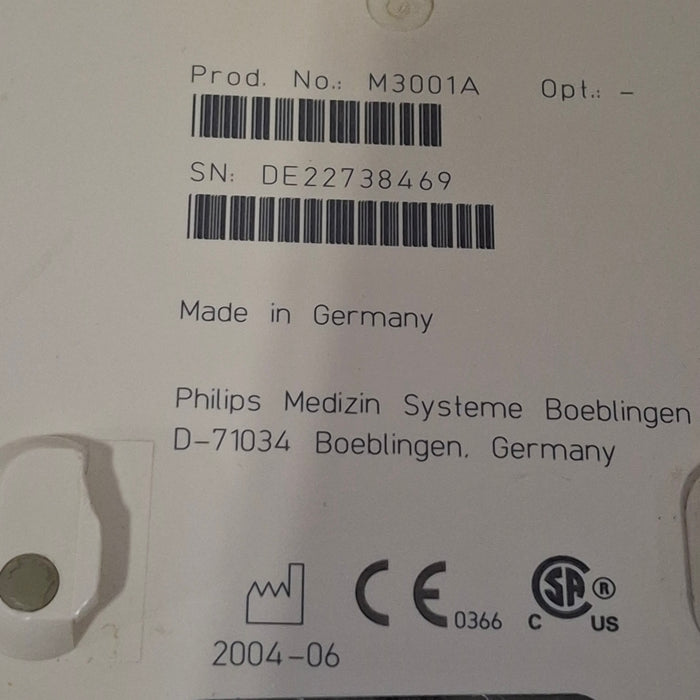 Prod. No.: M3001A Opt.: -
SN: DE22738469
Made in Germany
Philips Medizin Systeme Boeblingen
D-71034 Boeblingen, Germany
CE 0366 C SA ® US
2004-06